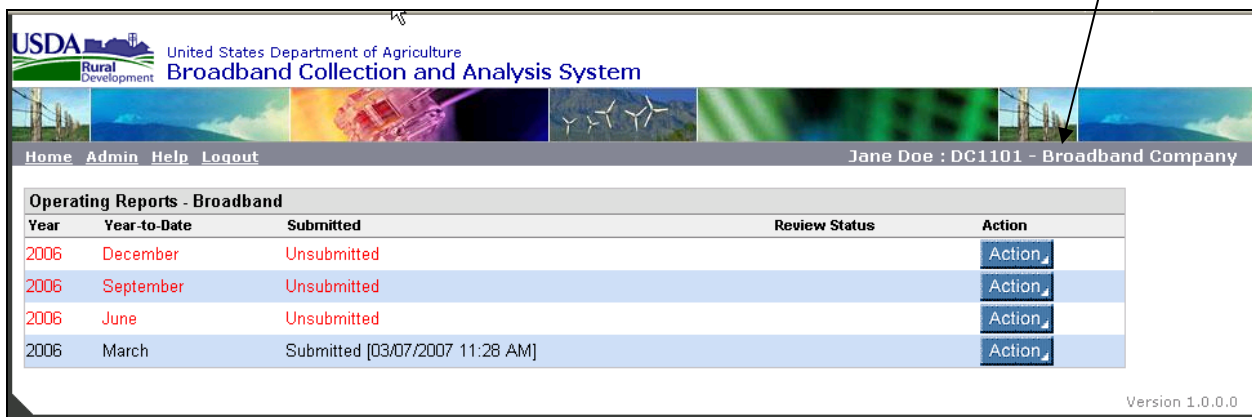 USDA
Rural
Development
United States Department of Agriculture
Broadband Collection and Analysis System
Home Admin Help Logout
Jane Doe : DC1101 - Broadband Company
Operating Reports - Broadband
Year Year-to-Date Submitted Review Status Action
2006 December Unsubmitted Action
2006 September Unsubmitted Action
2006 June Unsubmitted Action
2006 March Submitted [03/07/2007 11:28 AM] Action
Version 1.0.0.0